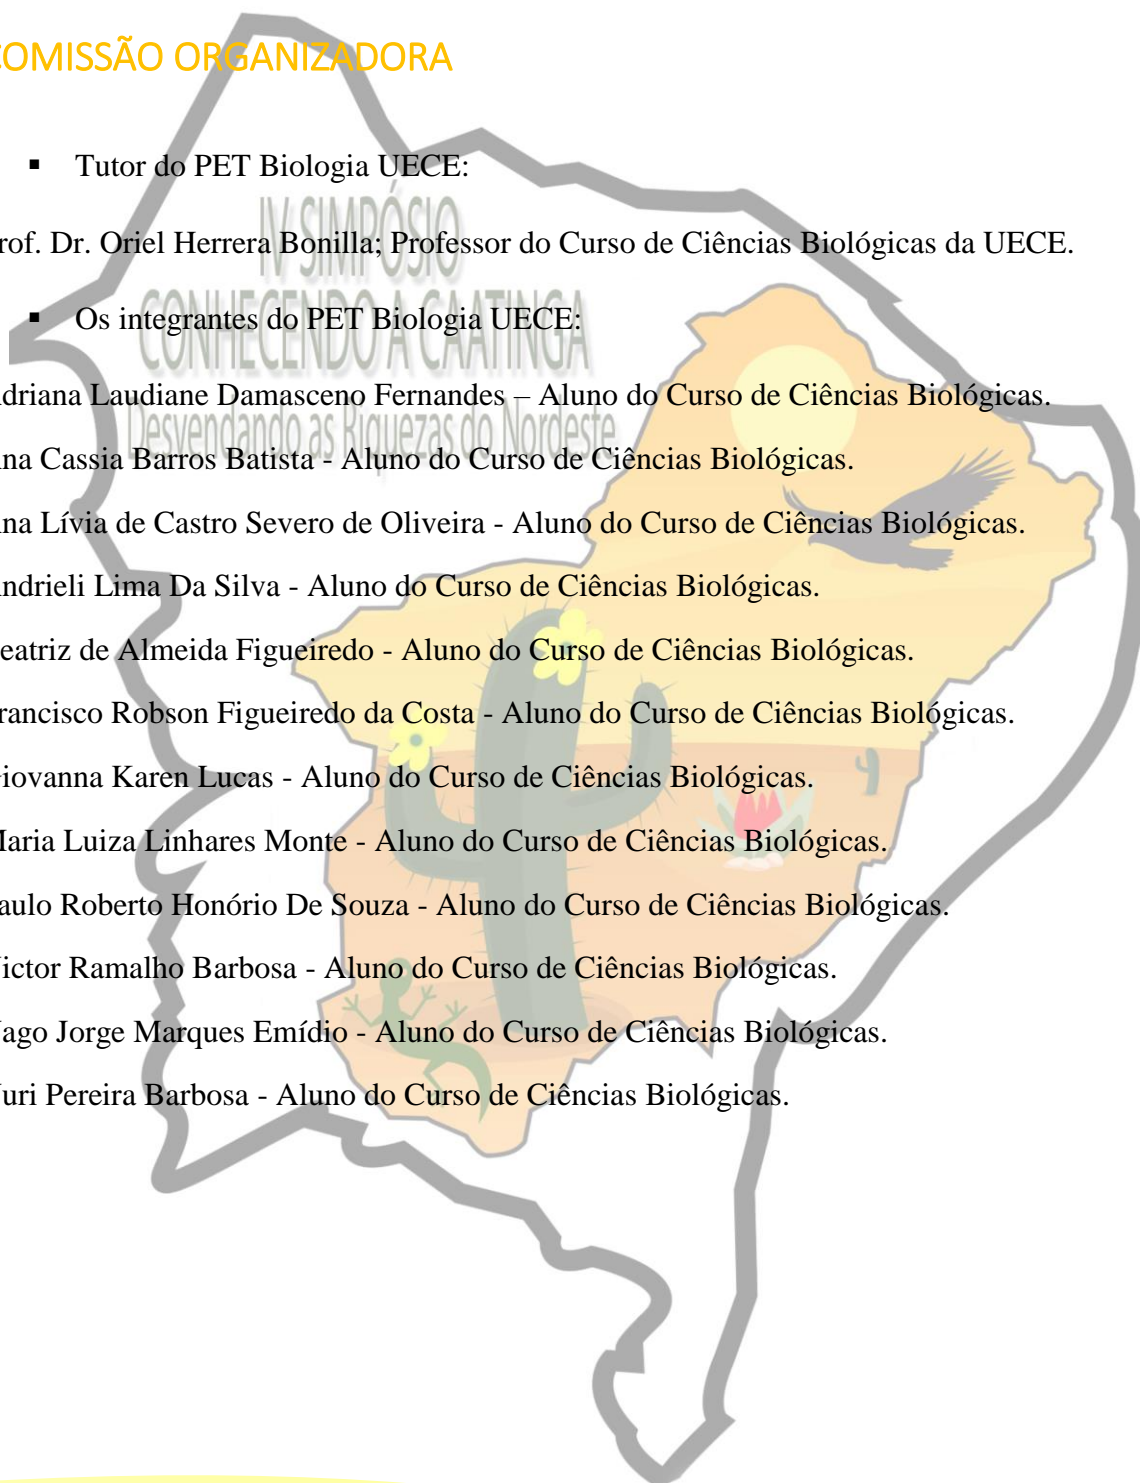 COMISSÃO ORGANIZADORA
▪ Tutor do PET Biologia UECE:
rof. Dr. Oriel Herrera Bonilla; Professor do Curso de Ciências Biológicas da UECE.
▪ Os integrantes do PET Biologia UECE:
driana Laudiane Damasceno Fernandes – Aluno do Curso de Ciências Biológicas.
na Cassia Barros Batista - Aluno do Curso de Ciências Biológicas.
na Lívia de Castro Severo de Oliveira - Aluno do Curso de Ciências Biológicas.
ndrieli Lima Da Silva - Aluno do Curso de Ciências Biológicas.
eatriz de Almeida Figueiredo - Aluno do Curso de Ciências Biológicas.
rancisco Robson Figueiredo da Costa - Aluno do Curso de Ciências Biológicas.
Giovanna Karen Lucas - Aluno do Curso de Ciências Biológicas.
Maria Luiza Linhares Monte - Aluno do Curso de Ciências Biológicas.
aulo Roberto Honório De Souza - Aluno do Curso de Ciências Biológicas.
ictor Ramalho Barbosa - Aluno do Curso de Ciências Biológicas.
ago Jorge Marques Emídio - Aluno do Curso de Ciências Biológicas.
uri Pereira Barbosa - Aluno do Curso de Ciências Biológicas.
IV SIMPÓSIO
CONHECENDO A CAATINGA
Desvendando as Riquezas do Nordeste